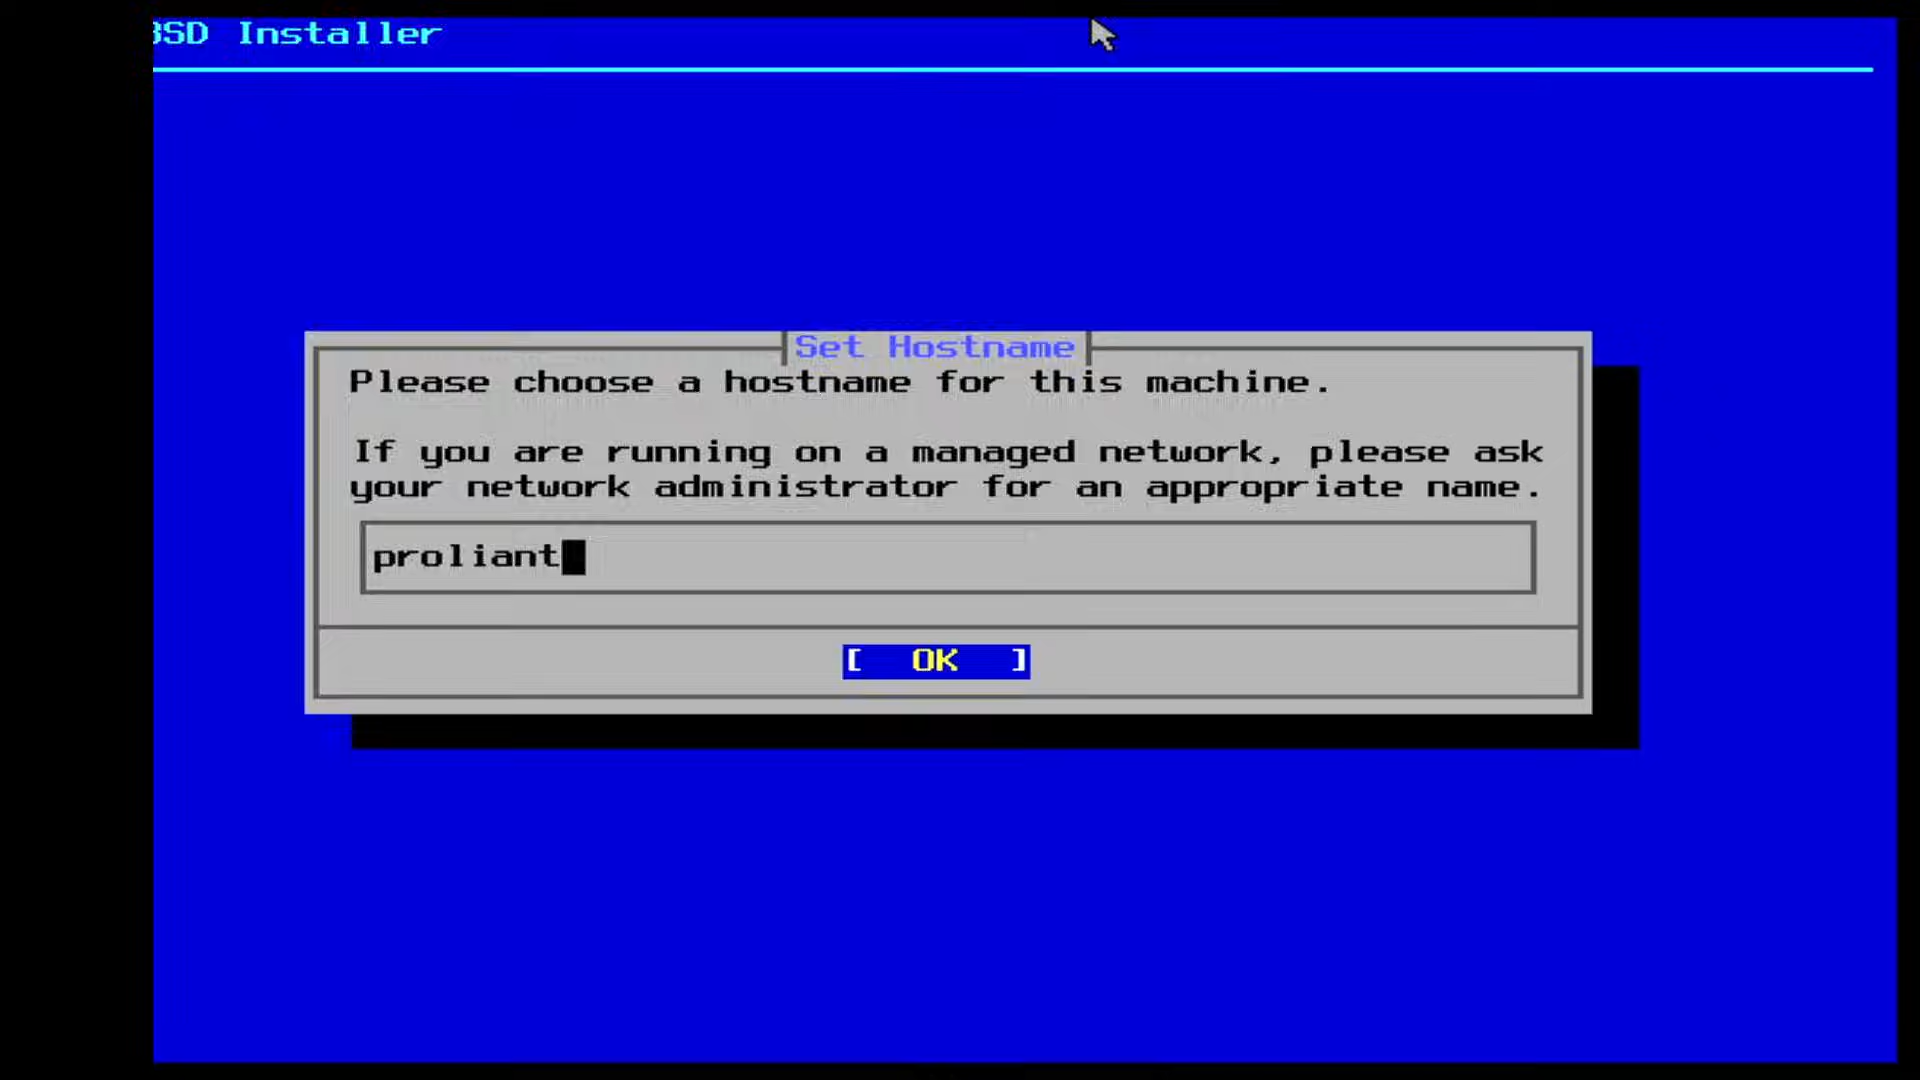 BSD Installer
Set Hostname
Please choose a hostname for this machine.
If you are running on a managed network, please ask
your network administrator for an appropriate name.
proliant
[ OK ]